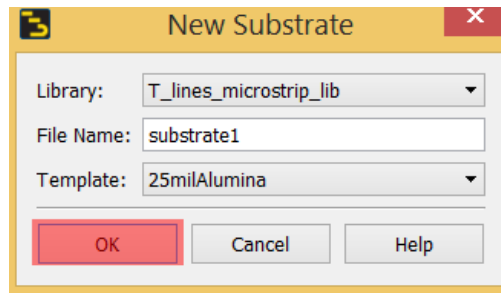 New Substrate
Library: T_lines_microstrip_lib
File Name: substrate1
Template: 25milAlumina
OK Cancel Help